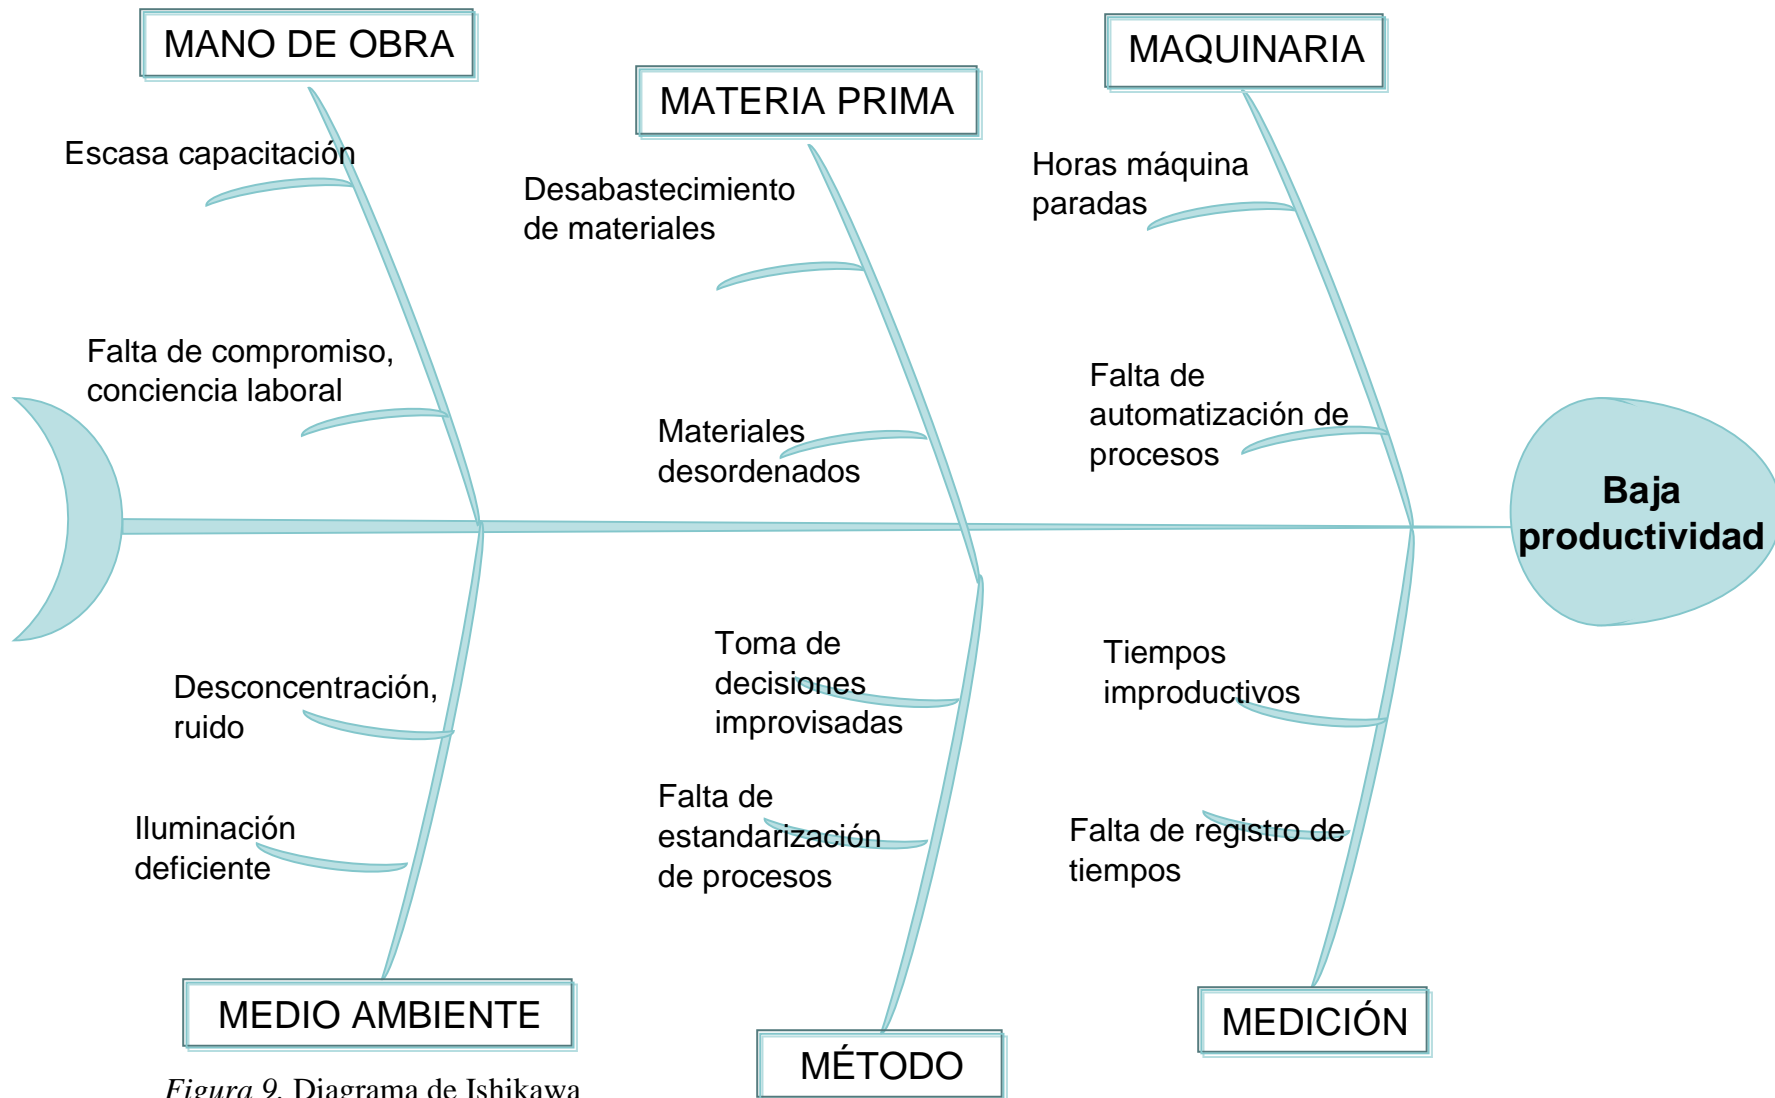 MANO DE OBRA
MATERIA PRIMA
MAQUINARIA
Escasa capacitación
Desabastecimiento
de materiales
Horas máquina
paradas
Falta de compromiso,
conciencia laboral
Materiales
desordenados
Falta de
automatización de
procesos
Baja
productividad
Desconcentración,
ruido
Toma de
decisiones
improvisadas
Tiempos
improductivos
Iluminación
deficiente
Falta de
estandarización
de procesos
Falta de registro de
tiempos
MEDIO AMBIENTE
MÉTODO
MEDICIÓN
Figura 9. Diagrama de Ishikawa